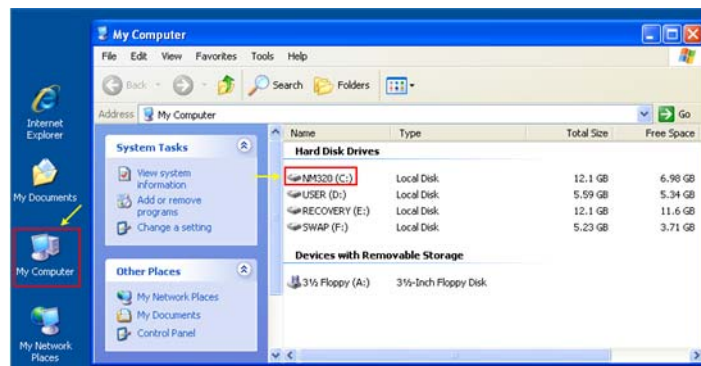 My Computer
File Edit View Favorites Tools Help
Back Search Folders
Address My Computer Go
Internet
Explorer
My Documents
My Computer
My Network
Places
System Tasks
View system
information
Add or remove
programs
Change a setting
Other Places
My Network Places
My Documents
Control Panel
Name Type Total Size Free Space
Hard Disk Drives
NM320 (C:) Local Disk 12.1 GB 6.98 GB
USER (D:) Local Disk 5.59 GB 5.34 GB
RECOVERY (E:) Local Disk 12.1 GB 11.6 GB
SWAP (F:) Local Disk 5.23 GB 3.71 GB
Devices with Removable Storage
3½ Floppy (A:) 3½-Inch Floppy Disk